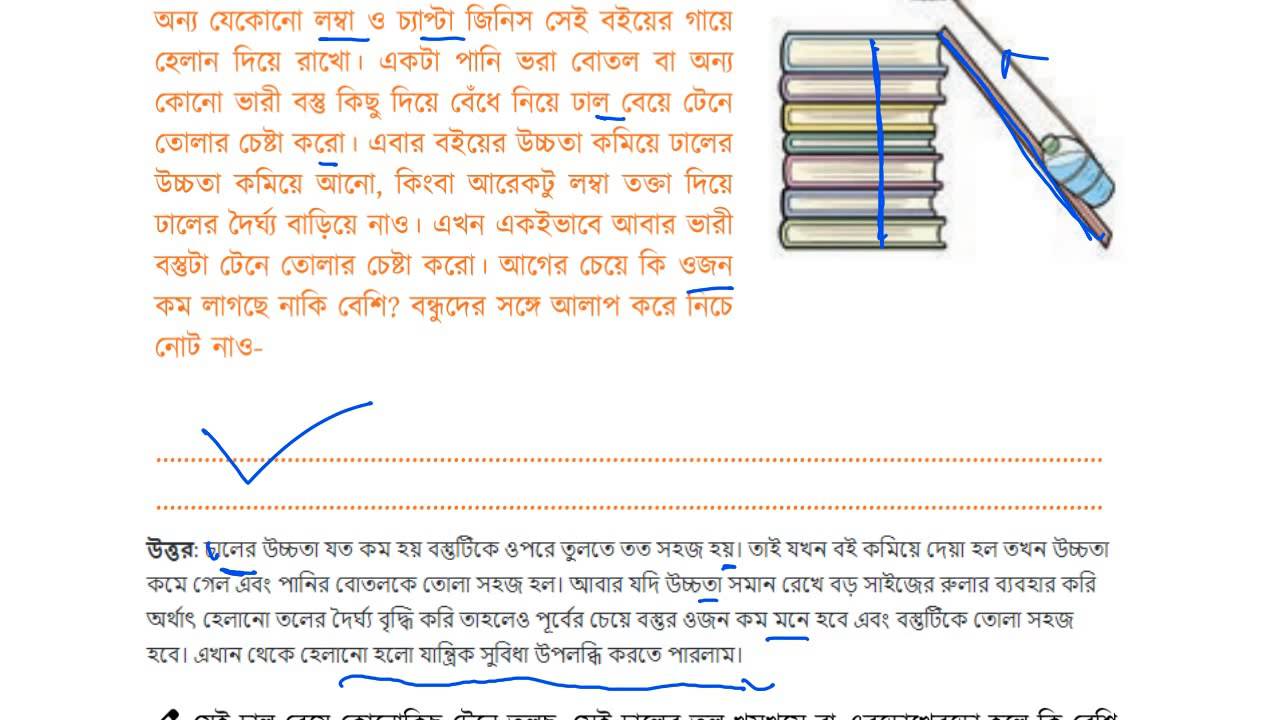 অন্য যেকোনো লম্বা ও চ্যাপ্টা জিনিস সেই বইয়ের গায়ে
হেলান দিয়ে রাখো। একটা পানি ভরা বোতল বা অন্য
কোনো ভারী বস্তু কিছু দিয়ে বেঁধে নিয়ে ঢাল বেয়ে টেনে
তোলার চেষ্টা করো। এবার বইয়ের উচ্চতা কমিয়ে ঢালের
উচ্চতা কমিয়ে আনো, কিংবা আরেকটু লম্বা তক্তা দিয়ে
ঢালের দৈর্ঘ্য বাড়িয়ে নাও। এখন একইভাবে আবার ভারী
বস্তুটা টেনে তোলার চেষ্টা করো। আগের চেয়ে কি ওজন
কম লাগছে নাকি বেশি? বন্ধুদের সঙ্গে আলাপ করে নিচে
নোট নাও-
উত্তর: ঢালের উচ্চতা যত কম হয় বস্তুটিকে ওপরে তুলতে তত সহজ হয়। তাই যখন বই কমিয়ে দেয়া হল তখন উচ্চতা
কমে গেল এবং পানির বোতলকে তোলা সহজ হল। আবার যদি উচ্চতা সমান রেখে বড় সাইজের রুলার ব্যবহার করি
অর্থাৎ হেলানো তলের দৈর্ঘ্য বৃদ্ধি করি তাহলেও পূর্বের চেয়ে বস্তুর ওজন কম মনে হবে এবং বস্তুটিকে তোলা সহজ
হবে। এখান থেকে হেলানো হলো যান্ত্রিক সুবিধা উপলব্ধি করতে পারলাম।